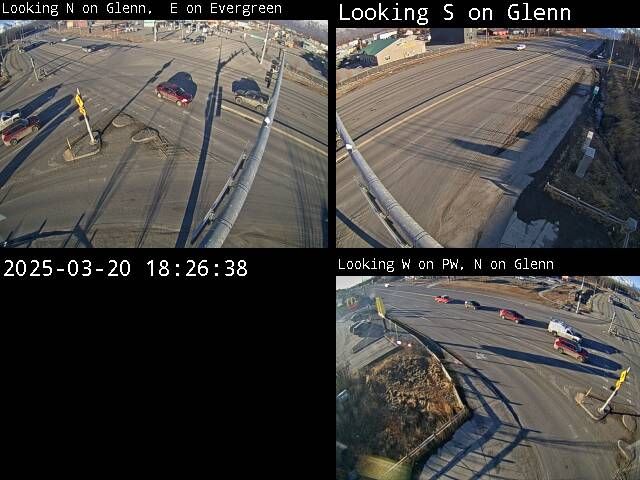 Looking N on Glenn, E on Evergreen
Looking S on Glenn
2025-03-20 18:26:38
Looking W on PW, N on Glenn